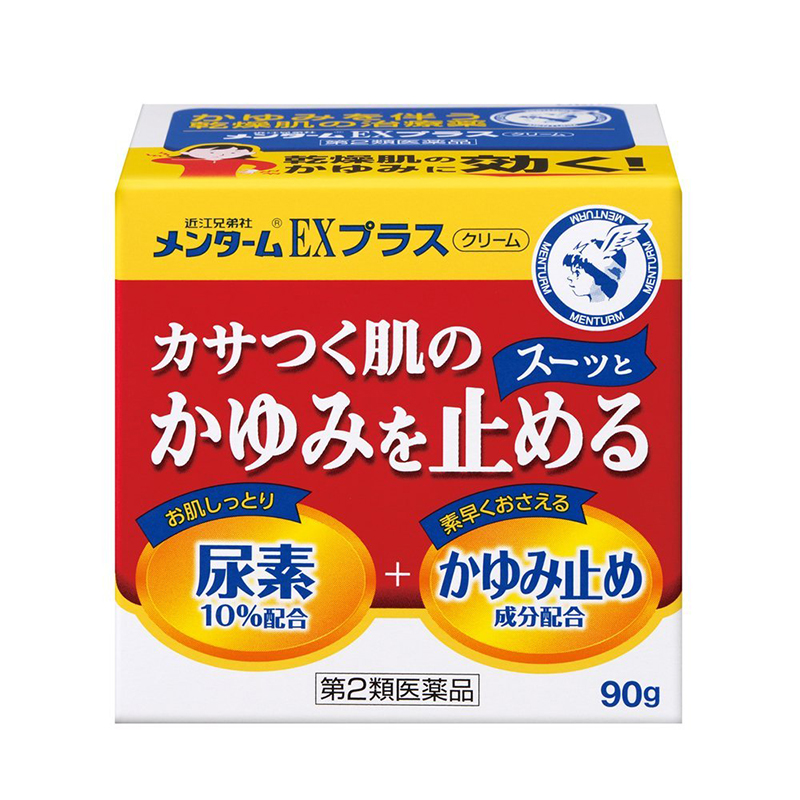 かゆみを伴う
乾燥肌の治療薬
近江兄弟社
メンタームEXプラス クリーム
第2類医薬品
乾燥肌の
かゆみに効く!
近江兄弟社
メンターム®EXプラス クリーム
MENTURM MENTURM MENTURM MENTURM
カサつく肌の
スーッと
かゆみを止める
お肌しっとり
尿素
10%配合
+
素早くおさえる
かゆみ止め
成分配合
第2類医薬品
90g